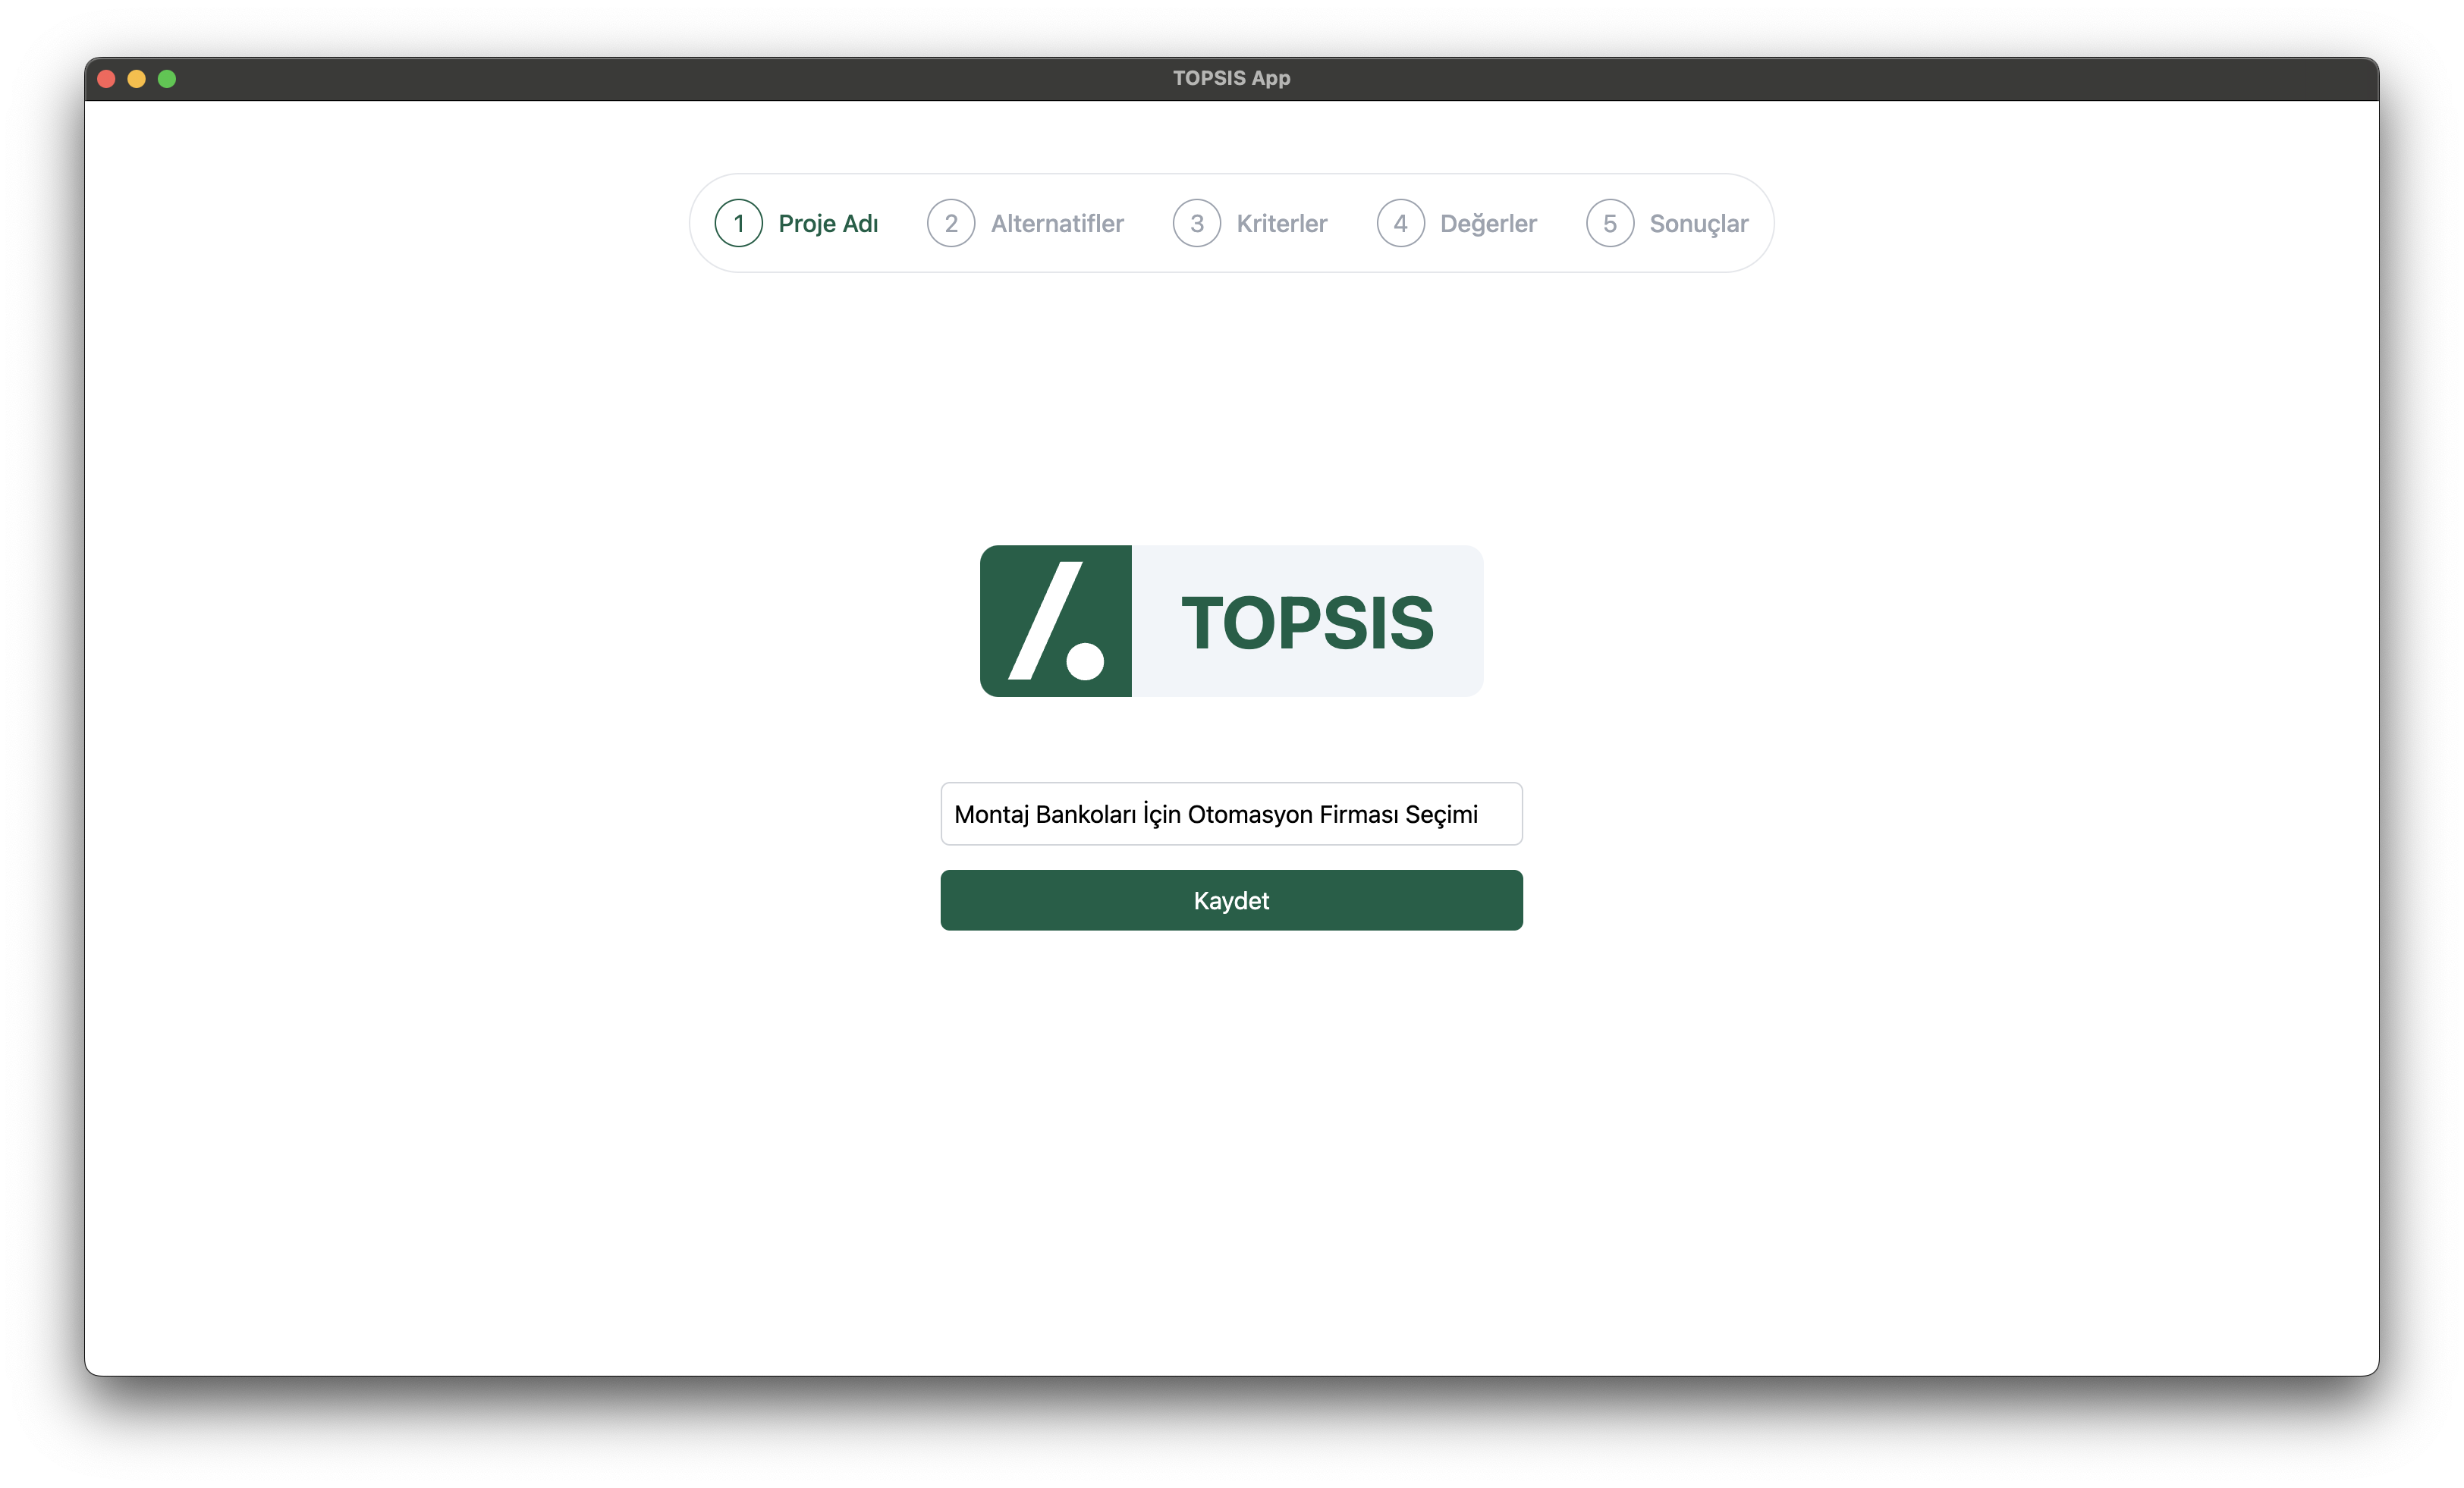 TOPSIS App
1 Proje Adı 2 Alternatifler 3 Kriterler 4 Değerler 5 Sonuçlar
TOPSIS
Montaj Bankoları İçin Otomasyon Firması Seçimi
Kaydet